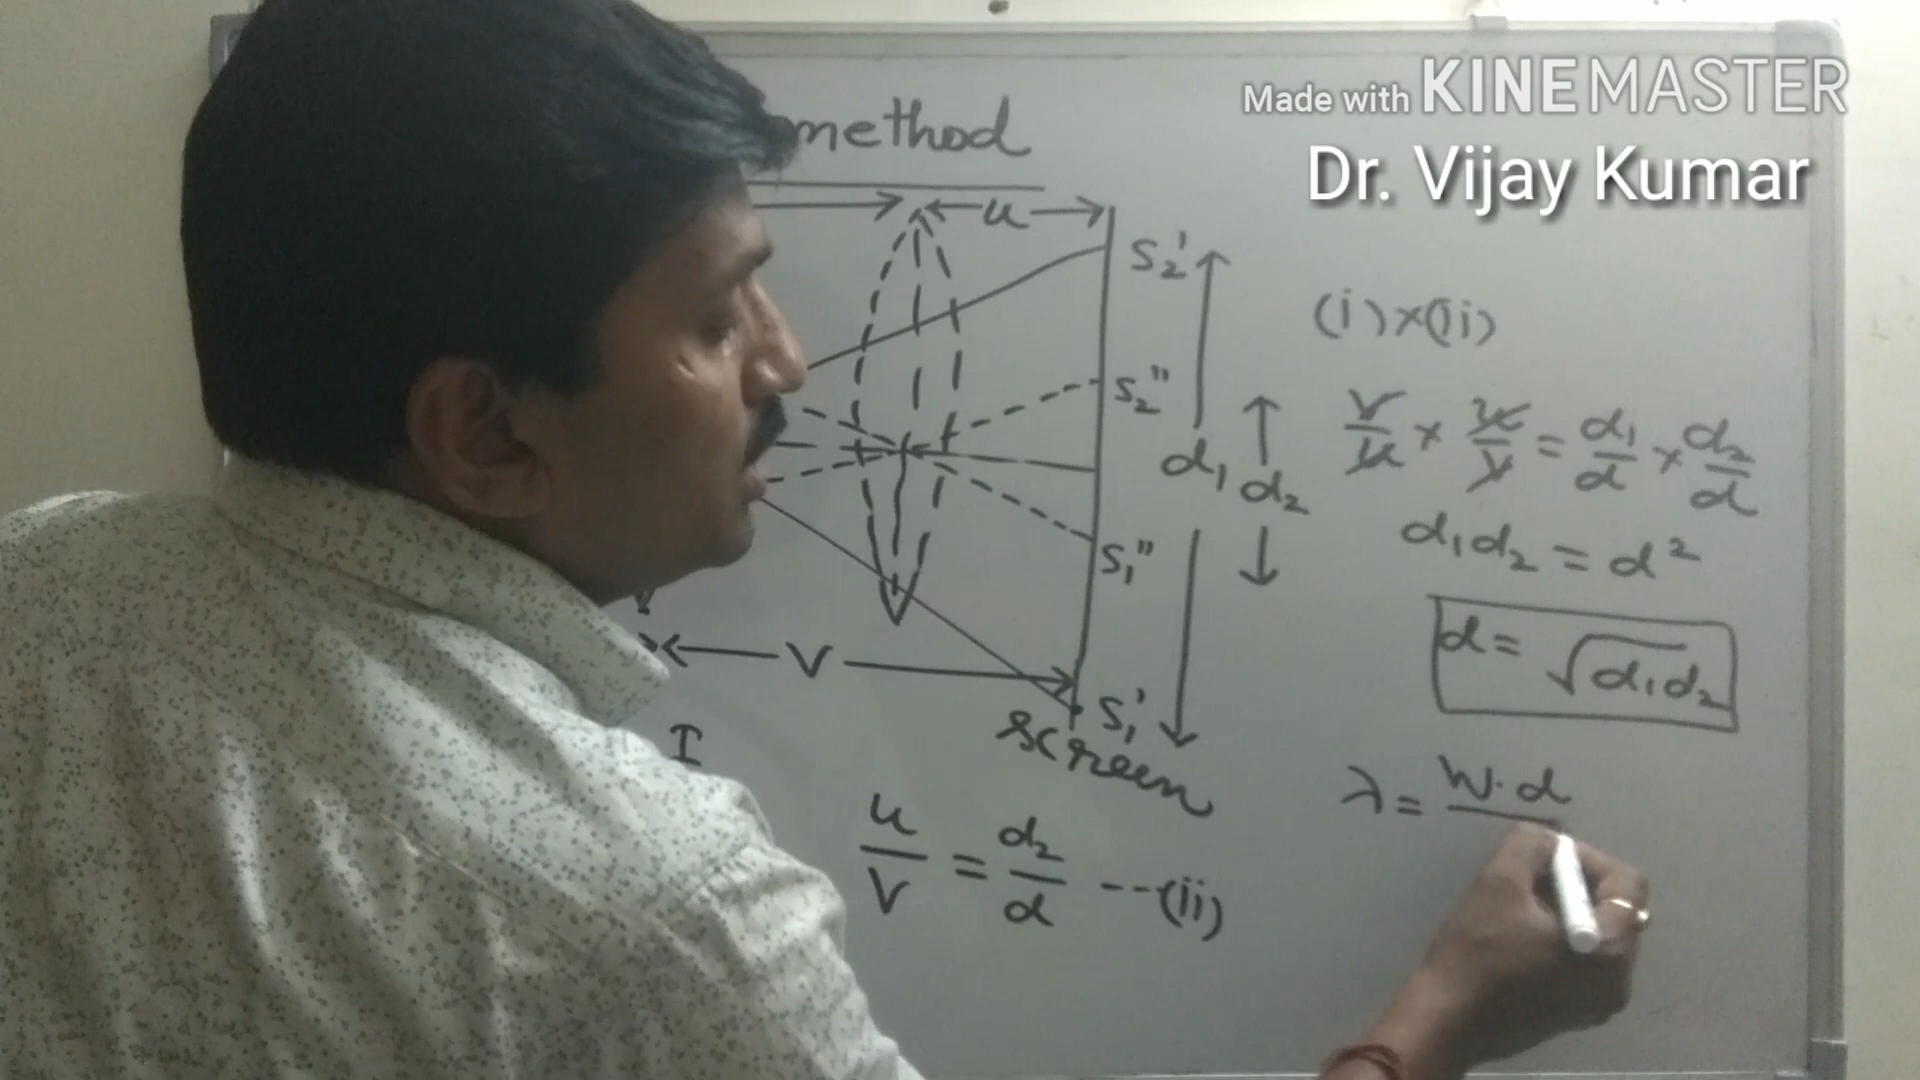 Made with KINEMASTER
Dr. Vijay Kumar
method
u
S₂'
S₂"
d₁ d₂
S₁"
S₁'
V
screen
I
u/V = d₂/d ---(ii)
(i)×(ii)
v/u × u/v = d₁/d × d₂/d
d₁d₂ = d²
d = √d₁d₂
λ = W.d